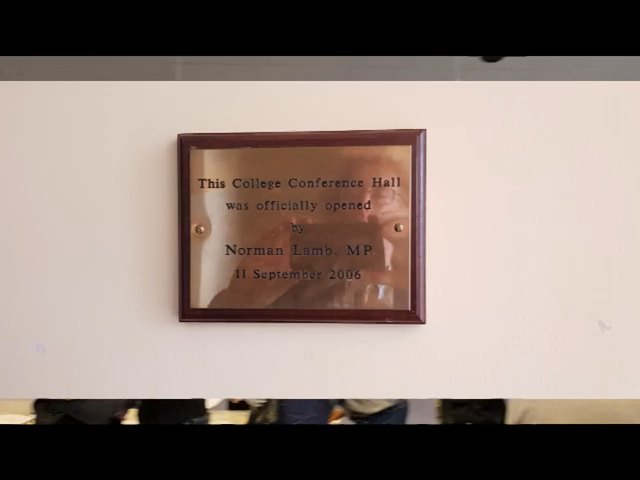 This College Conference Hall
was officially opened
by
Norman Lamb, MP
11 September 2006